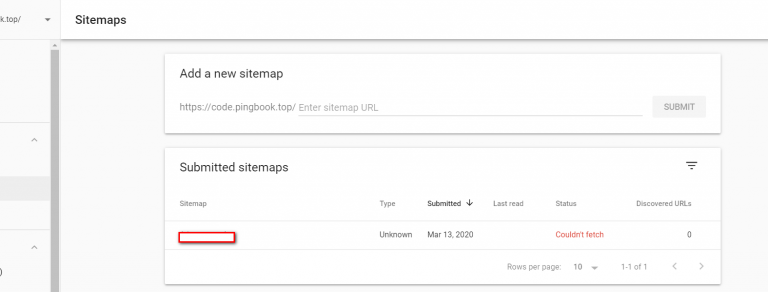 k.top/
Sitemaps
Add a new sitemap
https://code.pingbook.top/ Enter sitemap URL
SUBMIT
Submitted sitemaps
Sitemap Type Submitted Last read Status Discovered URLs
Unknown Mar 13, 2020 Couldn't fetch 0
Rows per page: 10 1-1 of 1
)